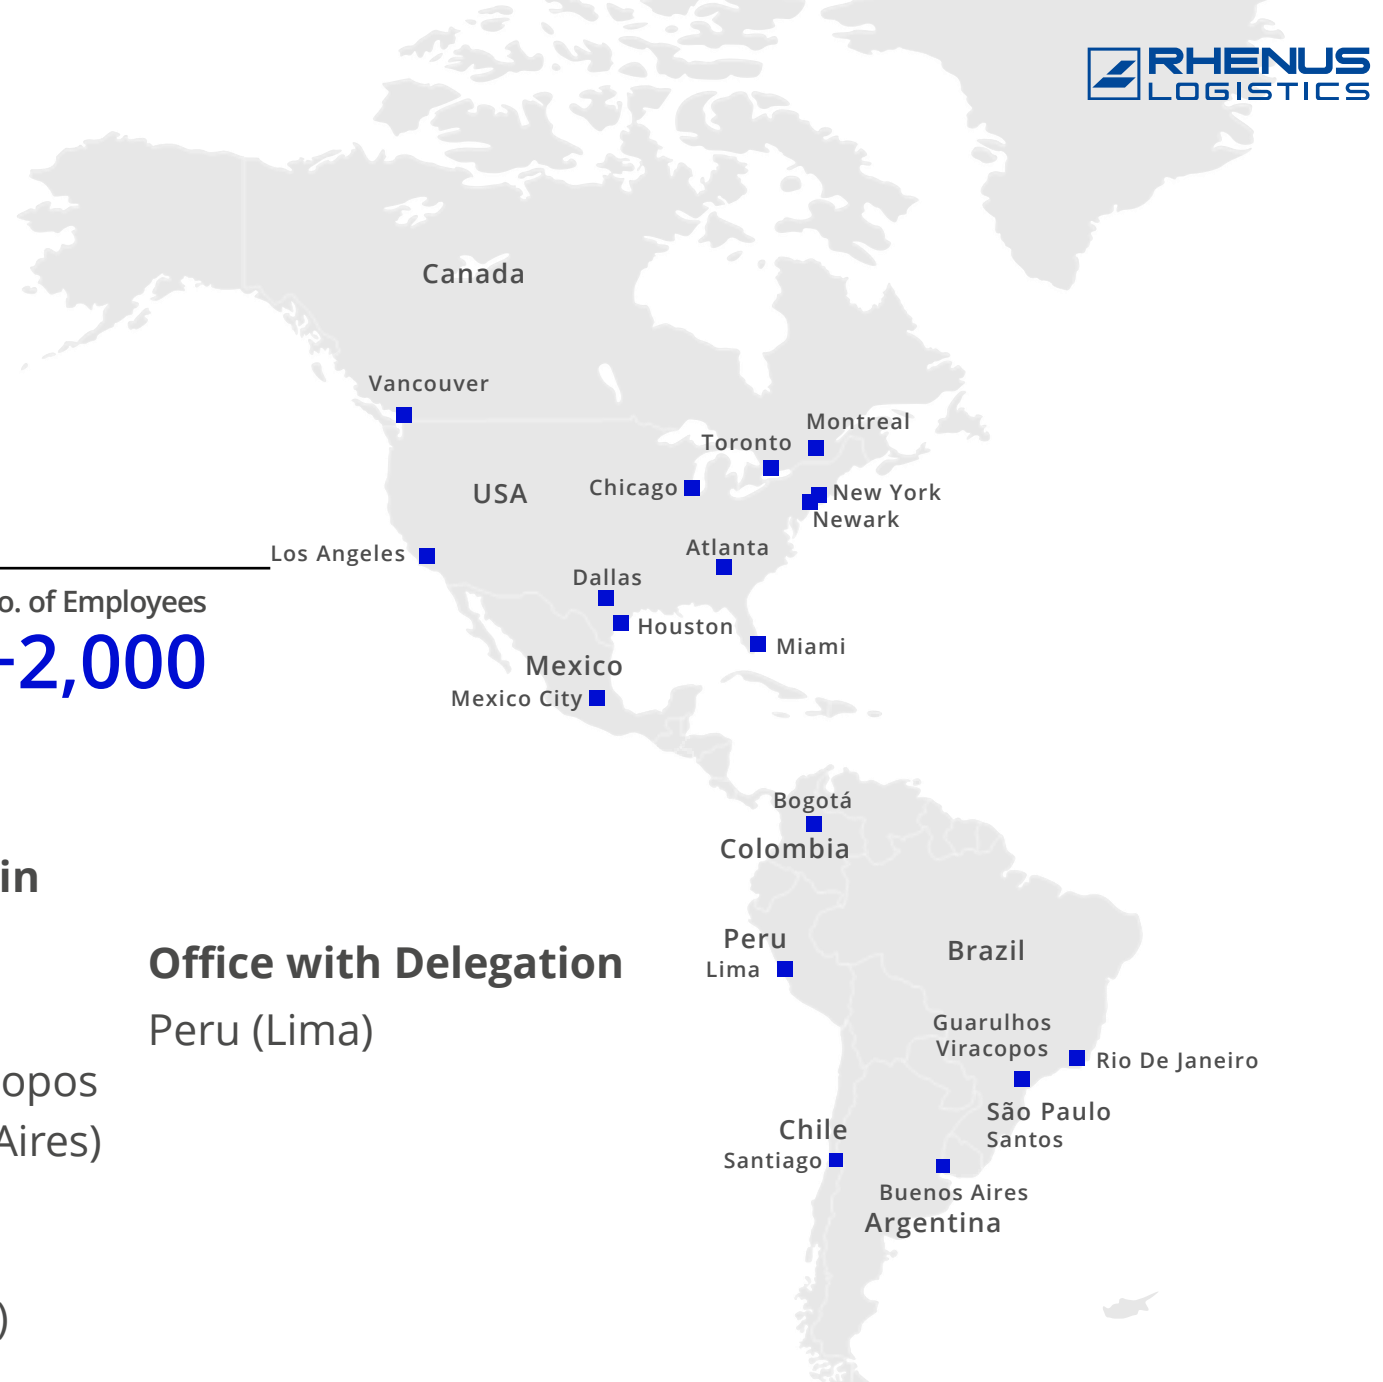 RHENUS
LOGISTICS
Canada
Vancouver
Montreal
Toronto
Chicago
USA
New York
Newark
Los Angeles
Atlanta
Dallas
Houston
Miami
o. of Employees
2,000
Mexico
Mexico City
Bogotá
Colombia
in
Office with Delegation
Peru (Lima)
Peru
Lima
Brazil
Guarulhos
Viracopos
Rio De Janeiro
opos
Aires)
São Paulo
Santos
Chile
Santiago
Buenos Aires
Argentina
)